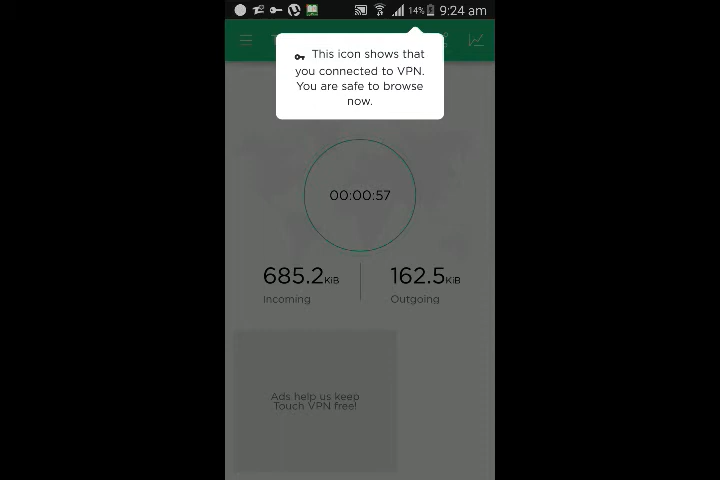 14% 9:24 am
This icon shows that
you connected to VPN.
You are safe to browse
now.
00:00:57
685.2KiB 162.5KiB
Incoming Outgoing
Ads help us keep
Touch VPN free!